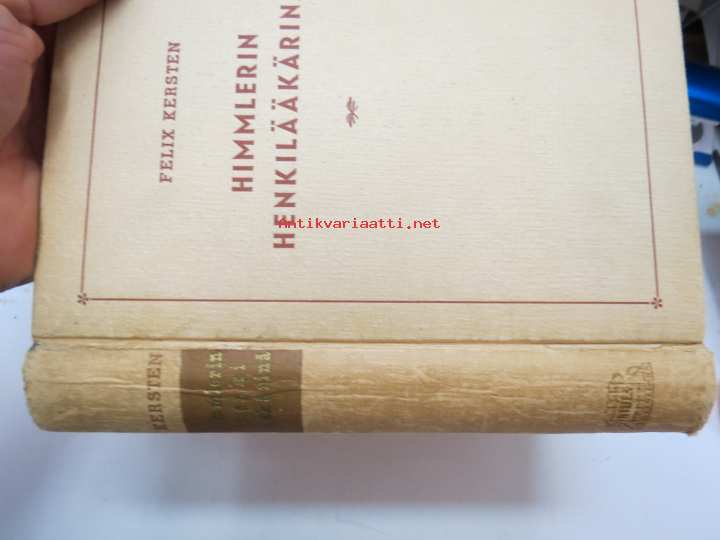 FELIX KERSTEN
HIMMLERIN
HENKILÄÄKÄRIN
antikvariaatti.net
KERSTEN